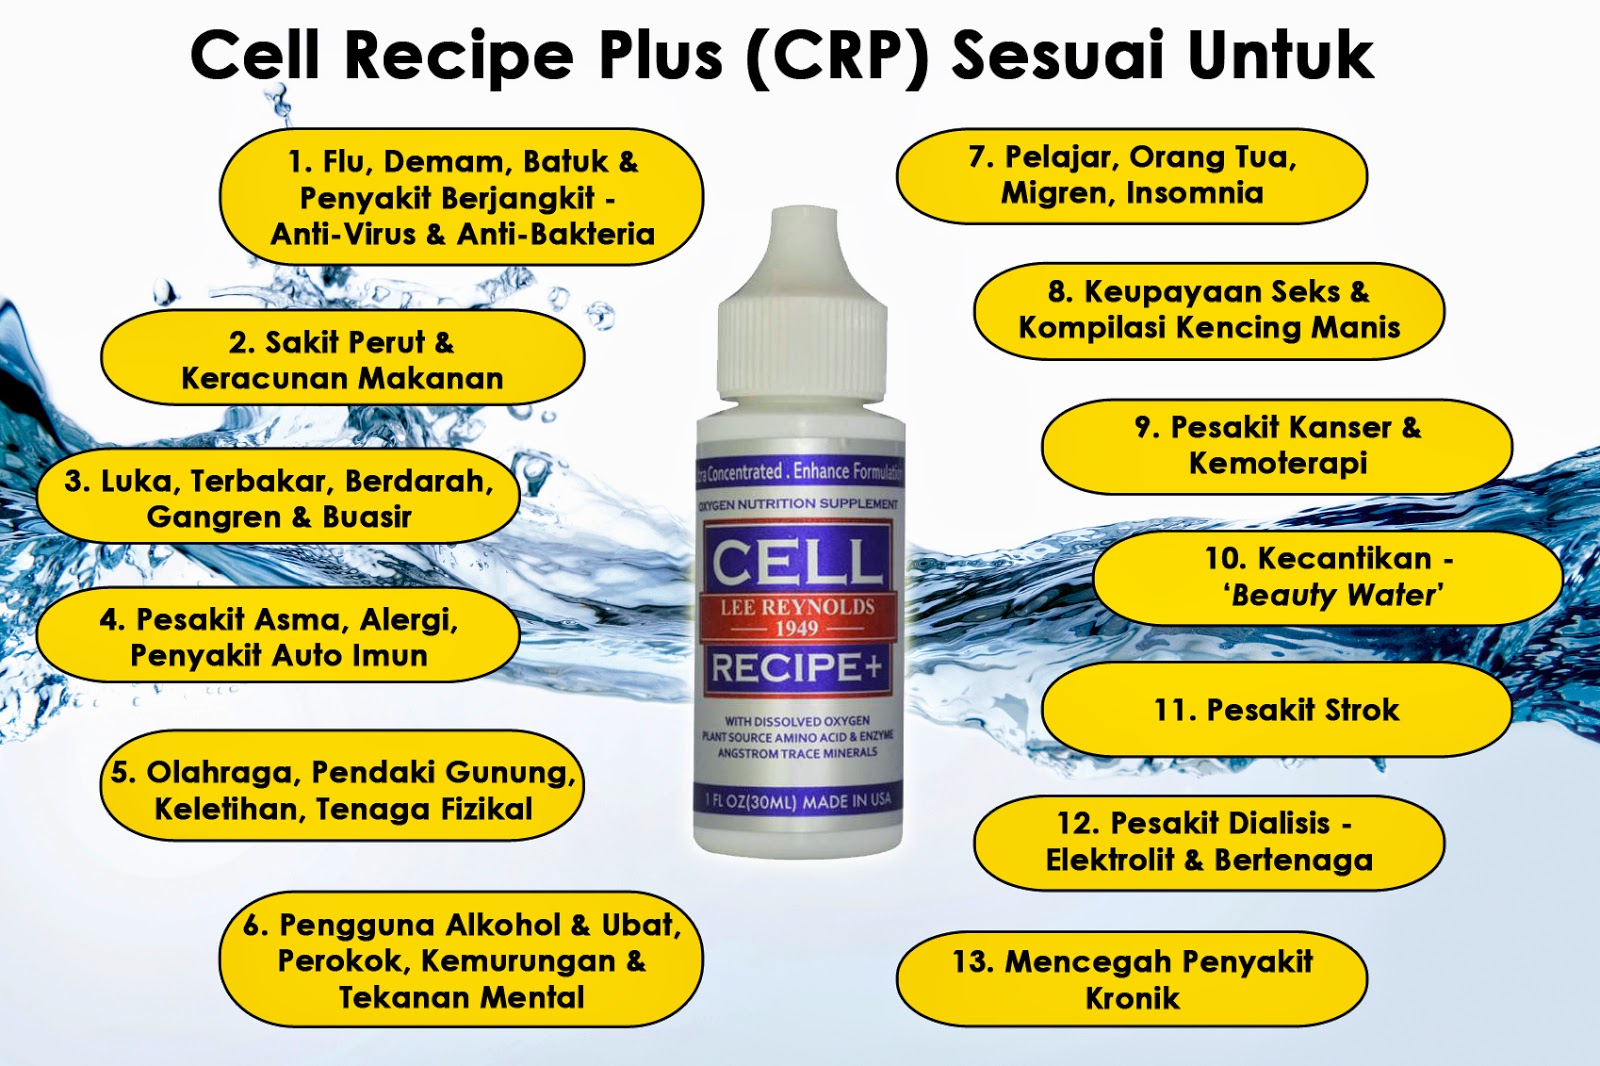 Cell Recipe Plus (CRP) Sesuai Untuk
1. Flu, Demam, Batuk &
Penyakit Berjangkit -
Anti-Virus & Anti-Bakteria
2. Sakit Perut &
Keracunan Makanan
3. Luka, Terbakar, Berdarah,
Gangren & Buasir
4. Pesakit Asma, Alergi,
Penyakit Auto Imun
5. Olahraga, Pendaki Gunung,
Keletihan, Tenaga Fizikal
6. Pengguna Alkohol & Ubat,
Perokok, Kemurungan &
Tekanan Mental
Concentrated . Enhance
OXYGEN NUTRITION SUPPLEMENT
CELL
LEE REYNOLDS
1949
RECIPE+
WITH DISSOLVED OXYGEN
PLANT SOURCE AMINO ACID & ENZYME
ANGSTROM TRACE MINERALS
1 FL OZ(30ML) MADE IN USA
7. Pelajar, Orang Tua,
Migren, Insomnia
8. Keupayaan Seks &
Kompilasi Kencing Manis
9. Pesakit Kanser &
Kemoterapi
10. Kecantikan -
‘Beauty Water’
11. Pesakit Strok
12. Pesakit Dialisis -
Elektrolit & Bertenaga
13. Mencegah Penyakit
Kronik